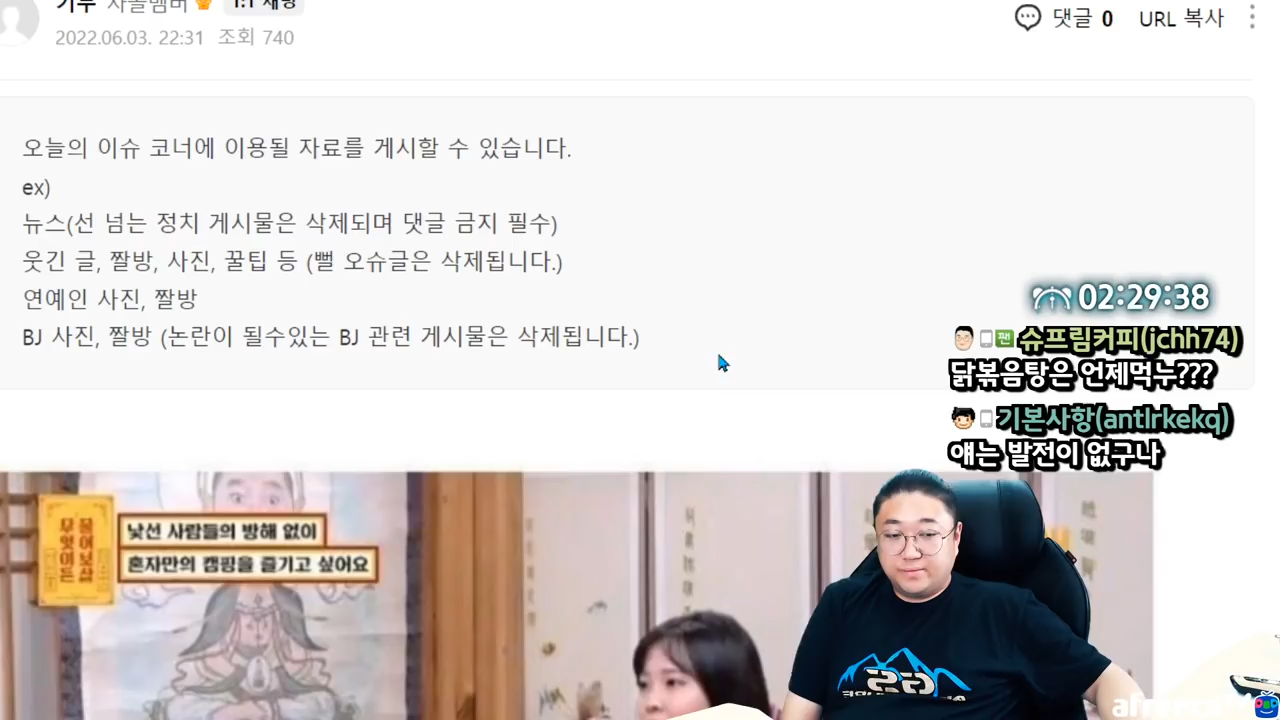 1:1 채팅
2022.06.03. 22:31 조회 740
댓글 0 URL 복사
오늘의 이슈 코너에 이용될 자료를 게시할 수 있습니다.
ex)
뉴스(선 넘는 정치 게시물은 삭제되며 댓글 금지 필수)
웃긴 글, 짤방, 사진, 꿀팁 등 (뻘 오슈글은 삭제됩니다.)
연예인 사진, 짤방
BJ 사진, 짤방 (논란이 될수있는 BJ 관련 게시물은 삭제됩니다.)
02:29:38
팬 슈프림커피(jchh74)
닭볶음탕은 언제먹누???
기본사항(antlrkekq)
얘는 발전이 없구나
무엇이든 물어보살
낯선 사람들의 방해 없이
혼자만의 캠핑을 즐기고 싶어요